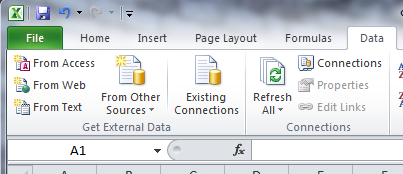 File Home Insert Page Layout Formulas Data
From Access
From Web
From Text
From Other
Sources
Existing
Connections
Get External Data
Refresh
All
Connections
Properties
Edit Links
Connections
A1 fx